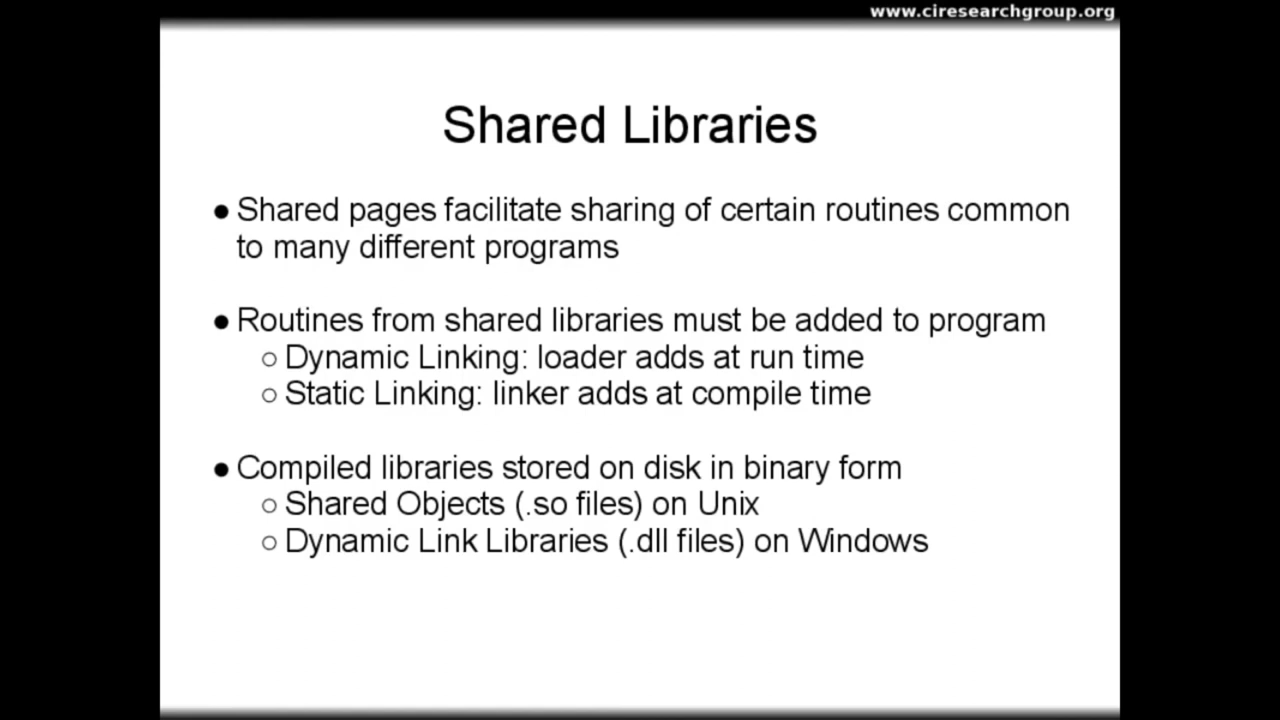 www.ciresearchgroup.org
Shared Libraries
● Shared pages facilitate sharing of certain routines common
to many different programs
● Routines from shared libraries must be added to program
○ Dynamic Linking: loader adds at run time
○ Static Linking: linker adds at compile time
● Compiled libraries stored on disk in binary form
○ Shared Objects (.so files) on Unix
○ Dynamic Link Libraries (.dll files) on Windows